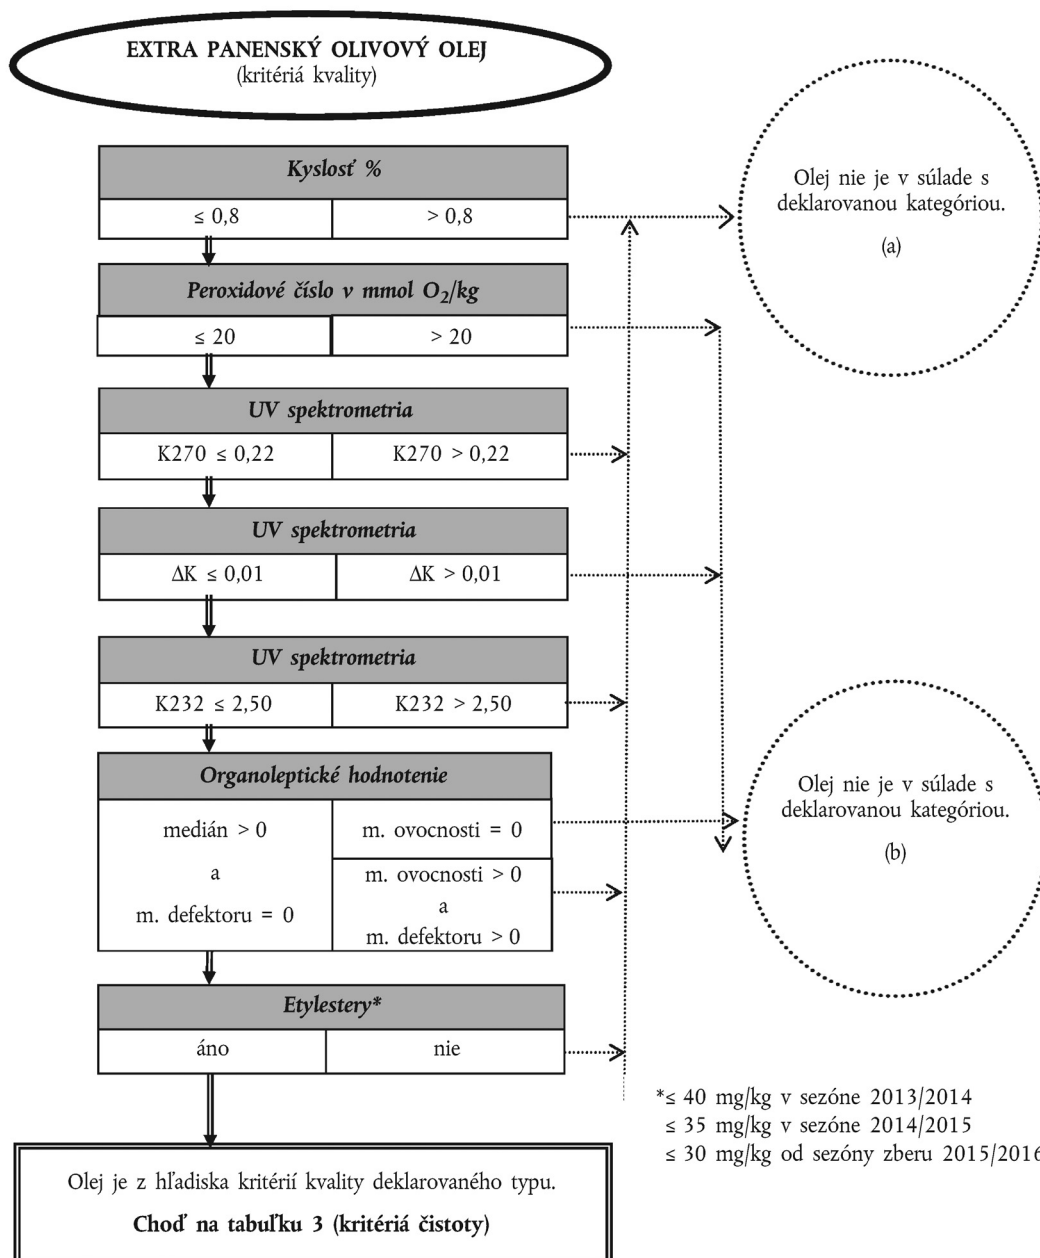 EXTRA PANENSKÝ OLIVOVÝ OLEJ
(kritériá kvality)
Kyslosť %
≤ 0,8
> 0,8
Olej nie je v súlade s
deklarovanou kategóriou.
(a)
Peroxidové číslo v mmol O₂/kg
≤ 20
> 20
UV spektrometria
K270 ≤ 0,22
K270 > 0,22
UV spektrometria
ΔK ≤ 0,01
ΔK > 0,01
UV spektrometria
K232 ≤ 2,50
K232 > 2,50
Organoleptické hodnotenie
medián > 0
a
m. defektoru = 0
m. ovocnosti = 0
m. ovocnosti > 0
a
m. defektoru > 0
Olej nie je v súlade s
deklarovanou kategóriou.
(b)
Etylestery*
áno
nie
*≤ 40 mg/kg v sezóne 2013/2014
≤ 35 mg/kg v sezóne 2014/2015
≤ 30 mg/kg od sezóny zberu 2015/2016
Olej je z hľadiska kritérií kvality deklarovaného typu.
Choď na tabuľku 3 (kritériá čistoty)